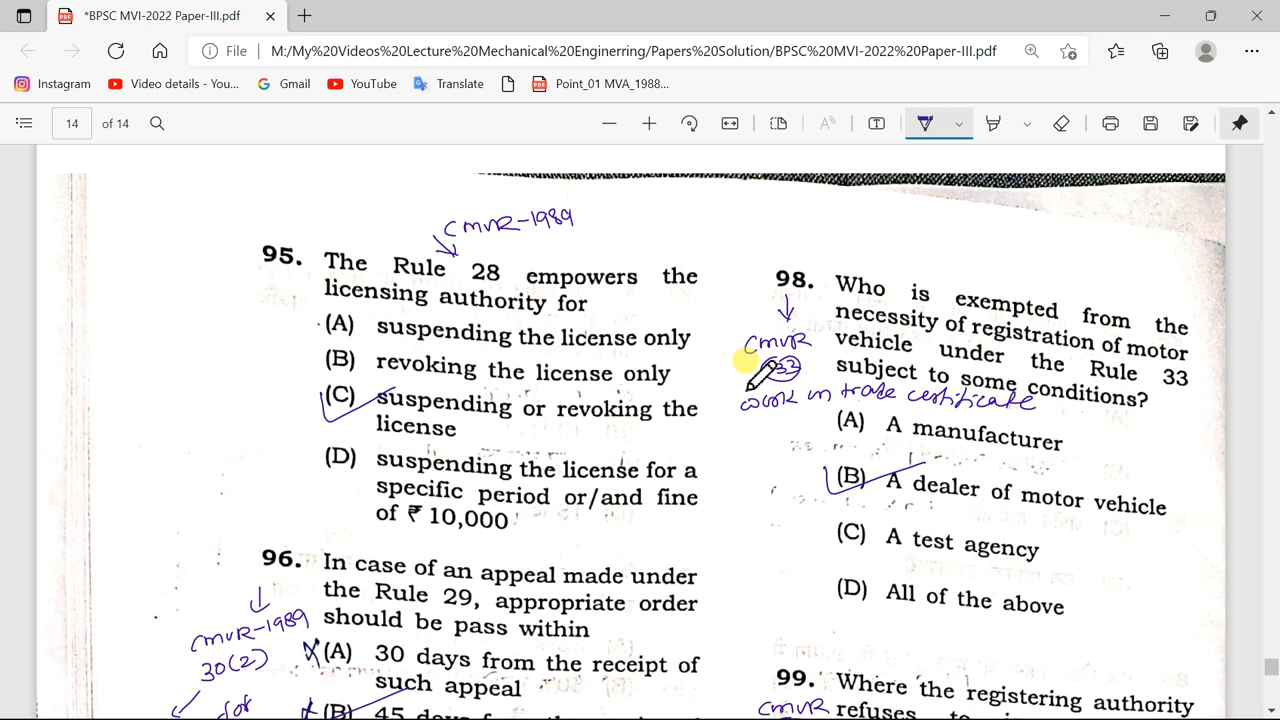 *BPSC MVI-2022 Paper-III.pdf
File
M:/My%20Videos%20Lecture%20Mechanical%20Enginerring/Papers%20Solution/BPSC%20MVI-2022%20Paper-III.pdf
Instagram
Video details - You...
Gmail
YouTube
Translate
Point_01 MVA_1988...
14 of 14
CMVR-1989
95. The Rule 28 empowers the
licensing authority for
(A) suspending the license only
(B) revoking the license only
(C) suspending or revoking the
license
(D) suspending the license for a
specific period or/and fine
of ₹ 10,000
96. In case of an appeal made under
the Rule 29, appropriate order
should be pass within
CMVR-1989
30(2)
for
(A) 30 days from the receipt of
such appeal
(B) 45 days from the
98. Who is exempted from the
necessity of registration of motor
vehicle under the Rule 33
subject to some conditions?
CMVR
33
work in trade certificate
(A) A manufacturer
(B) A dealer of motor vehicle
(C) A test agency
(D) All of the above
99. Where the registering authority
CMVR
refuses to